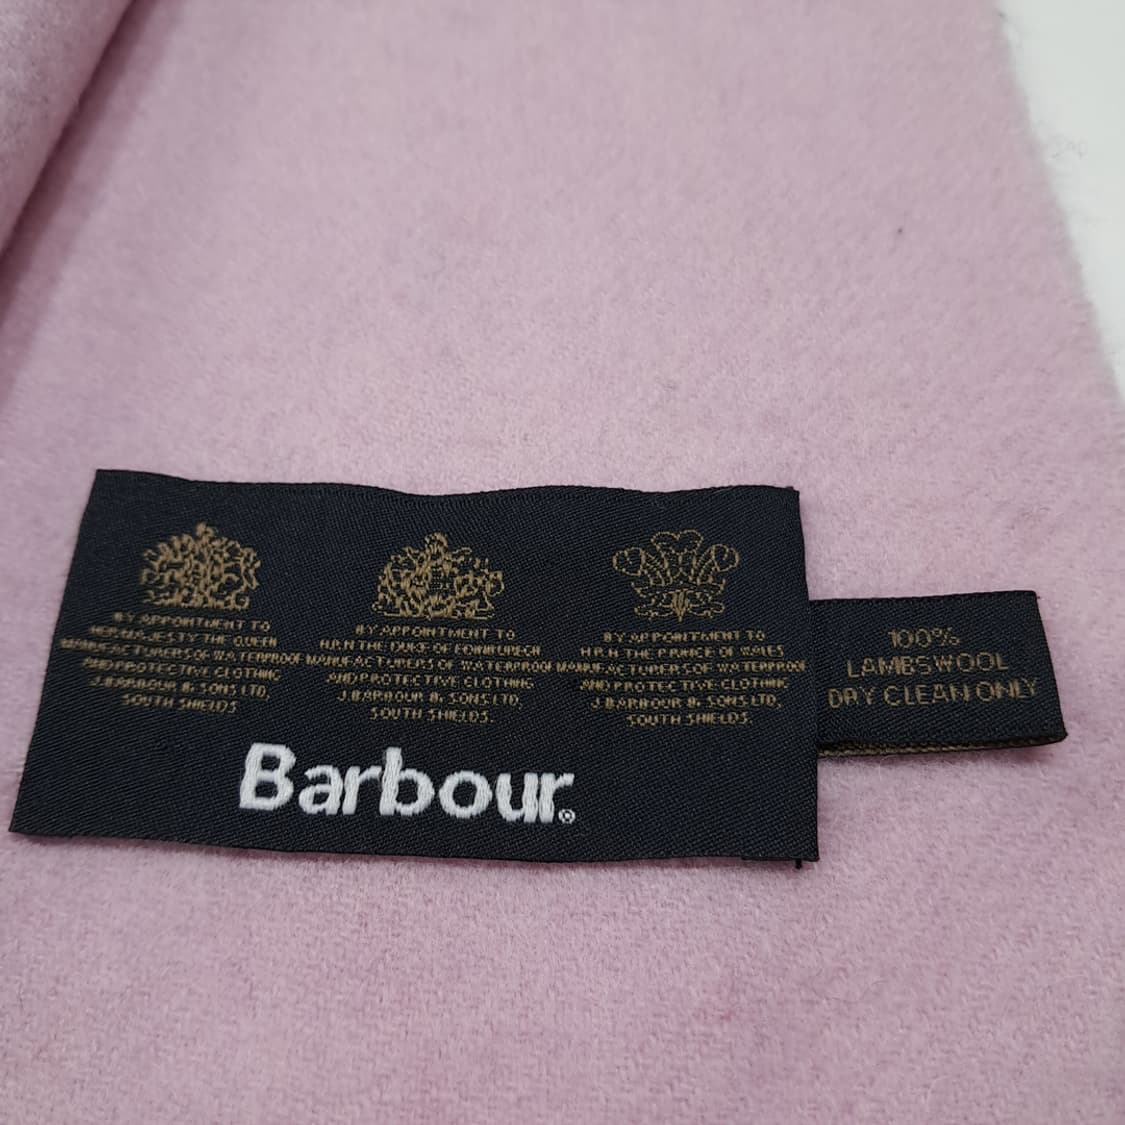 BY APPOINTMENT TO
HER MAJESTY THE QUEEN
MANUFACTURERS OF WATERPROOF
AND PROTECTIVE CLOTHING
J. BARBOUR & SONS LTD,
SOUTH SHIELDS
BY APPOINTMENT TO
H.R.H THE DUKE OF EDINBURGH
MANUFACTURERS OF WATERPROOF
AND PROTECTIVE CLOTHING
J. BARBOUR & SONS LTD,
SOUTH SHIELDS.
BY APPOINTMENT TO
H.R.H. THE PRINCE OF WALES
MANUFACTURERS OF WATERPROOF
AND PROTECTIVE CLOTHING
J. BARBOUR & SONS LTD,
SOUTH SHIELDS.
Barbour®
100%
LAMBSWOOL
DRY CLEAN ONLY